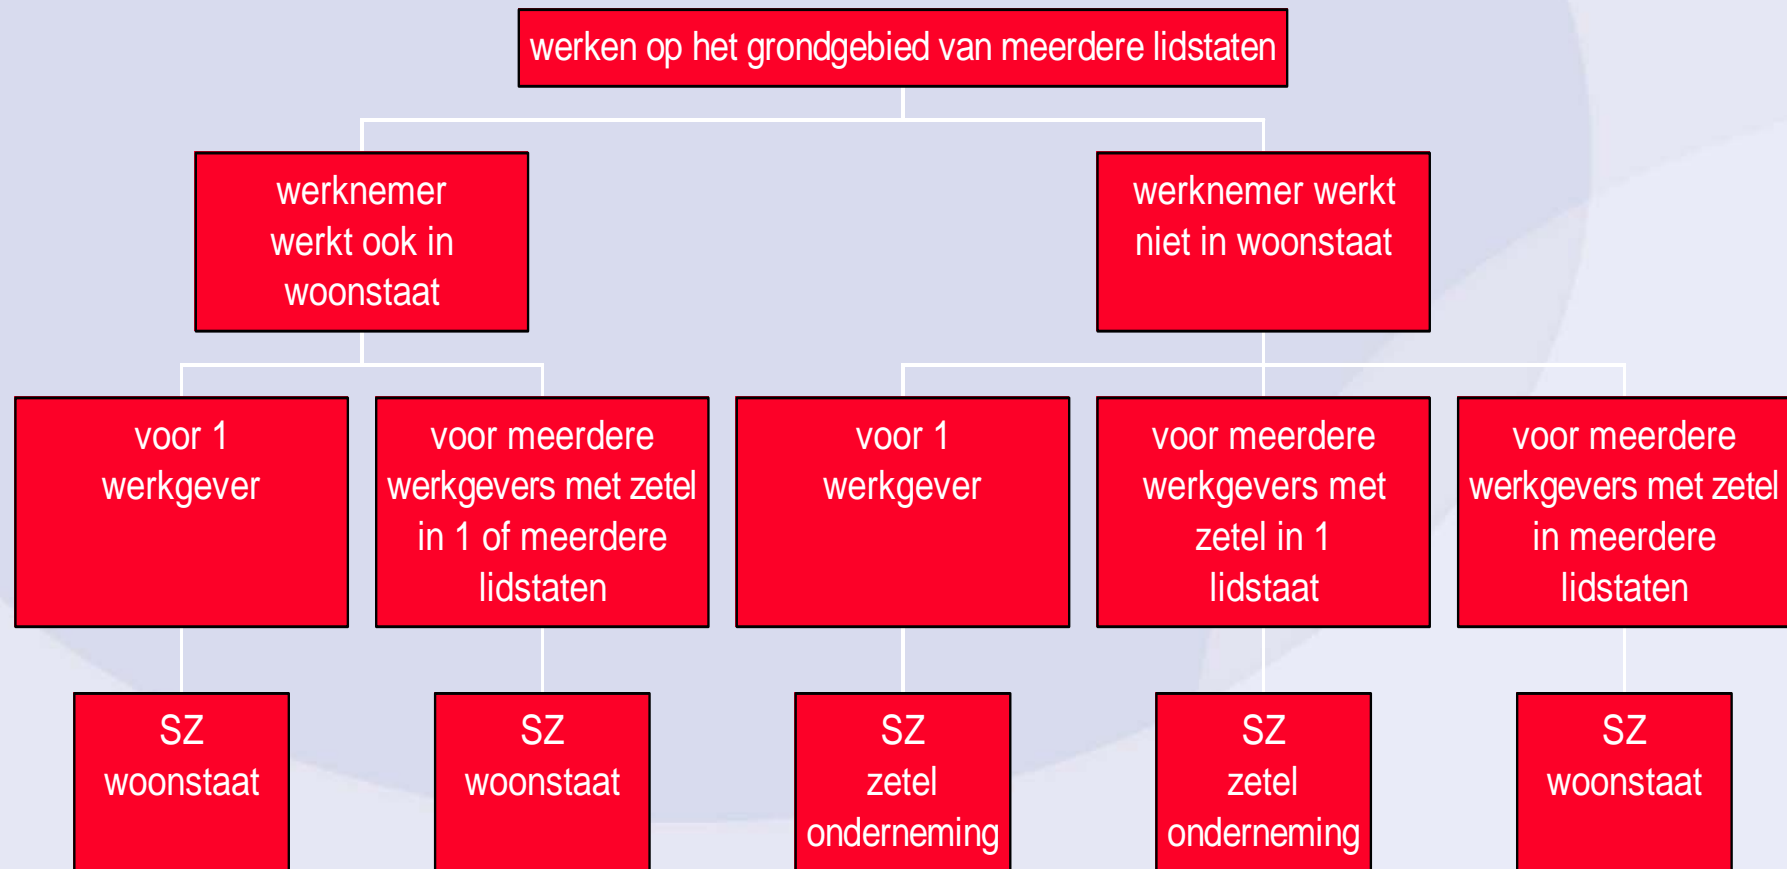 werken op het grondgebied van meerdere lidstaten
werknemer
werkt ook in
woonstaat
werknemer werkt
niet in woonstaat
voor 1
werkgever
voor meerdere
werkgevers met zetel
in 1 of meerdere
lidstaten
voor 1
werkgever
voor meerdere
werkgevers met
zetel in 1
lidstaat
voor meerdere
werkgevers met zetel
in meerdere
lidstaten
SZ
woonstaat
SZ
woonstaat
SZ
zetel
onderneming
SZ
zetel
onderneming
SZ
woonstaat